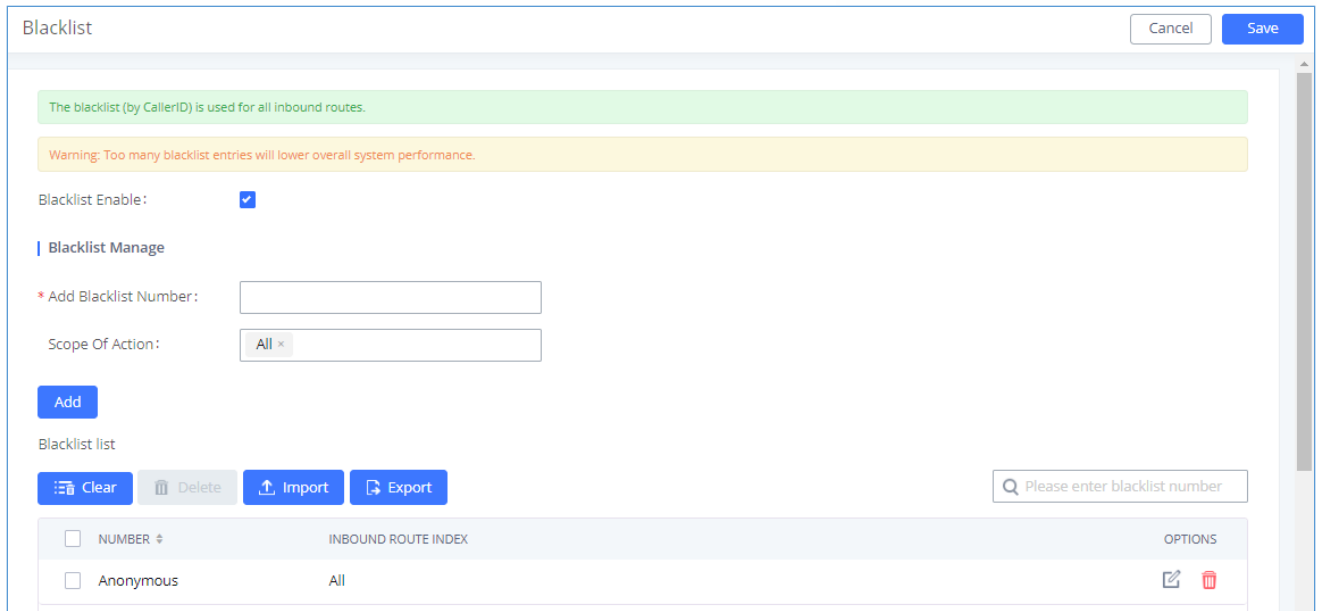 Blacklist
Cancel
Save
The blacklist (by CallerID) is used for all inbound routes.
Warning: Too many blacklist entries will lower overall system performance.
Blacklist Enable:
Blacklist Manage
* Add Blacklist Number:
Scope Of Action:
All ×
Add
Blacklist list
Clear
Delete
Import
Export
Please enter blacklist number
NUMBER
INBOUND ROUTE INDEX
OPTIONS
Anonymous
All